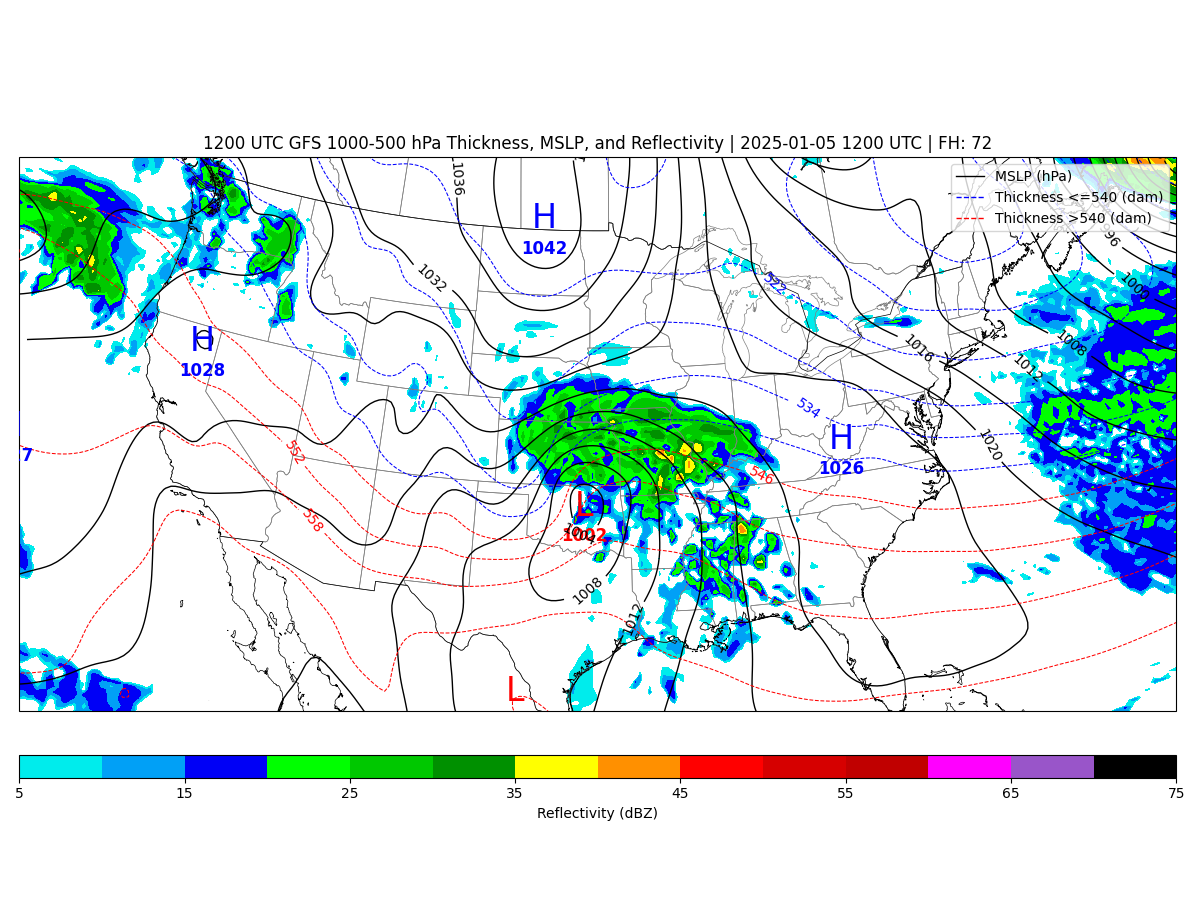 1200 UTC GFS 1000-500 hPa Thickness, MSLP, and Reflectivity | 2025-01-05 1200 UTC | FH: 72
MSLP (hPa)
Thickness <=540 (dam)
Thickness >540 (dam)
1036
H
1042
1032
522
1008
1016
1012
H
1028
534
H
1026
1020
552
546
7
558
L
1002
1008
1012
L
5 15 25 35 45 55 65 75
Reflectivity (dBZ)